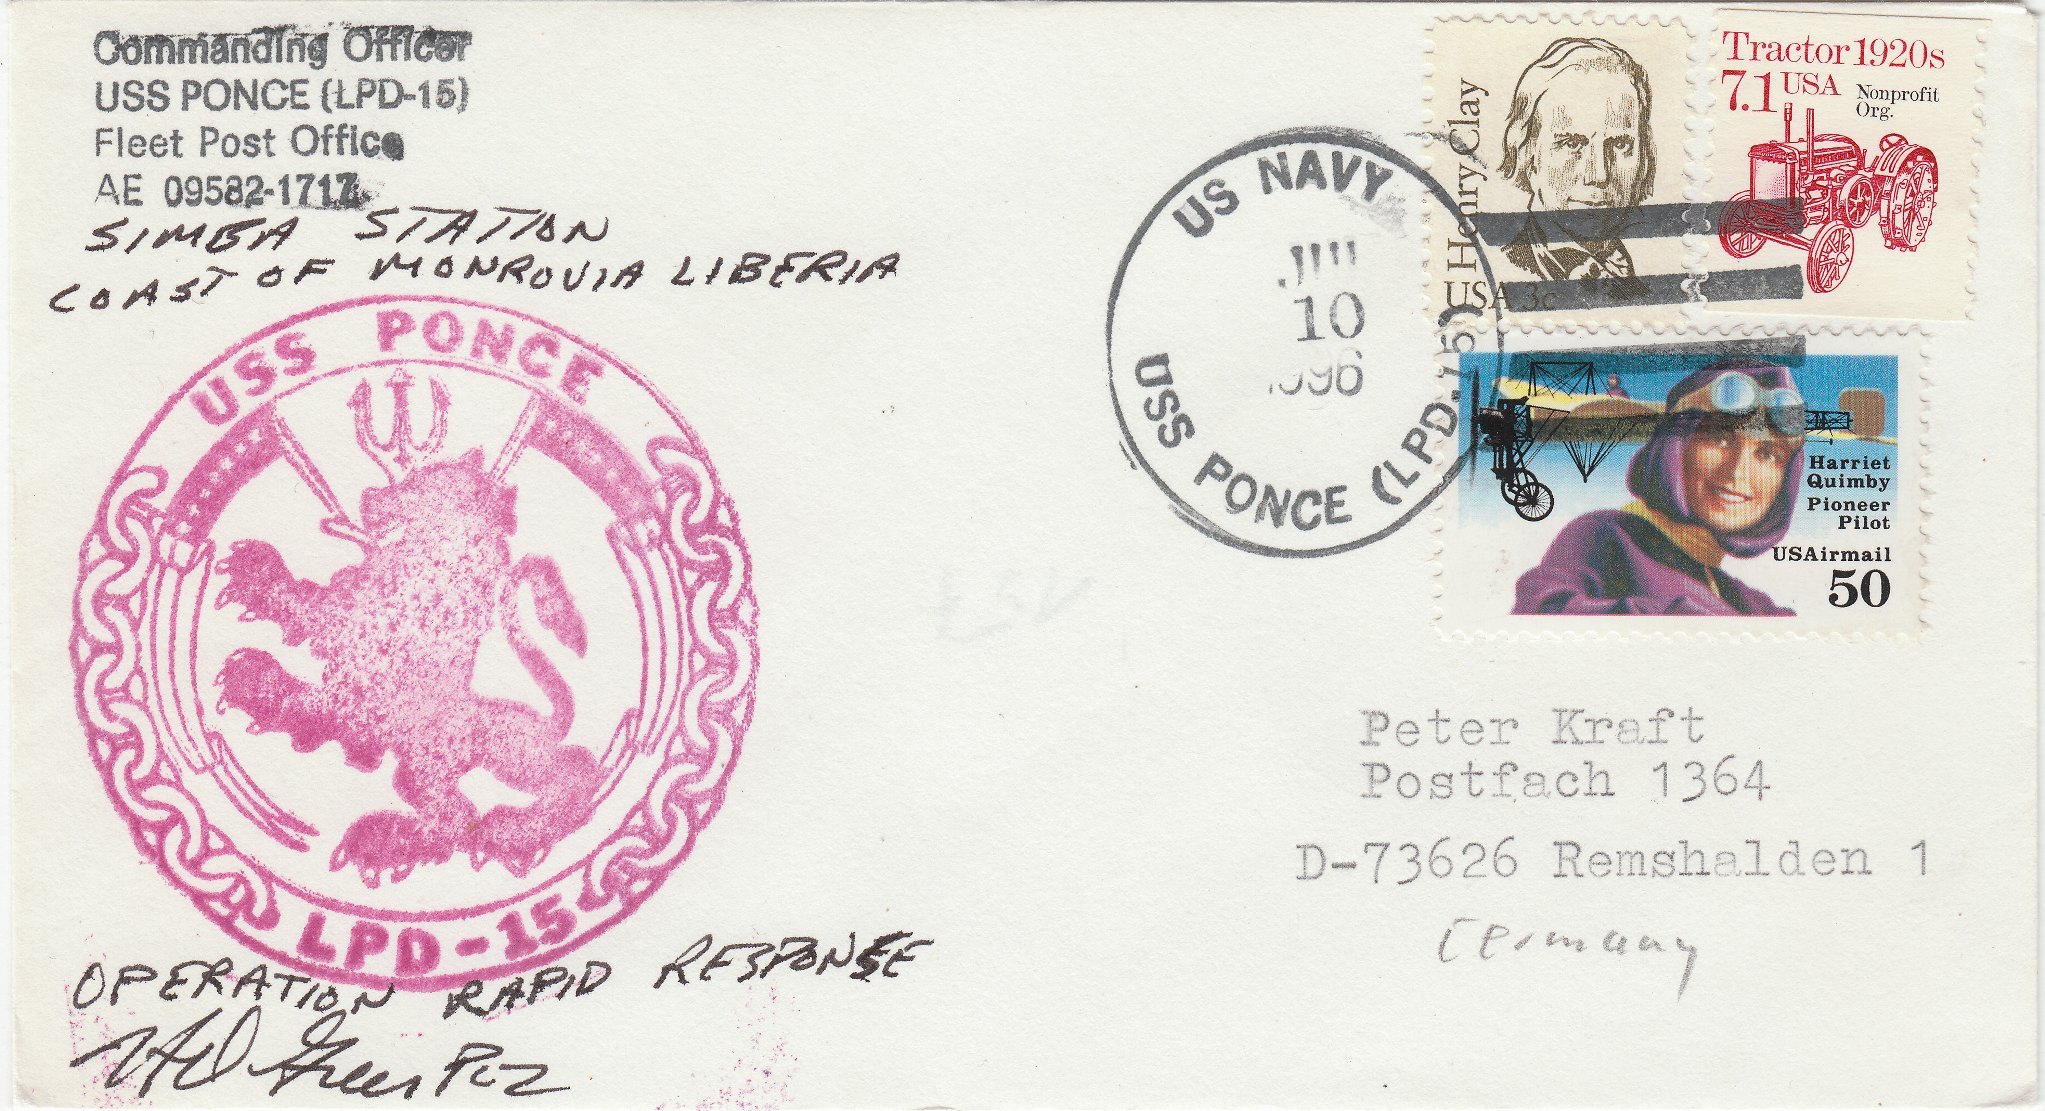 Commanding Officer
USS PONCE (LPD-15)
Fleet Post Office
AE 09582-1717
SIMBA STATION
COAST OF MONROVIA LIBERIA
USS PONCE
LPD-15
OPERATION RAPID RESPONSE
US NAVY
10
1996
USS PONCE (LPD-15)
Henry Clay
USA 3c
Tractor 1920s
7.1 USA
Nonprofit
Org.
Harriet
Quimby
Pioneer
Pilot
USAirmail
50
Peter Kraft
Postfach 1364
D-73626 Remshalden 1
Germany